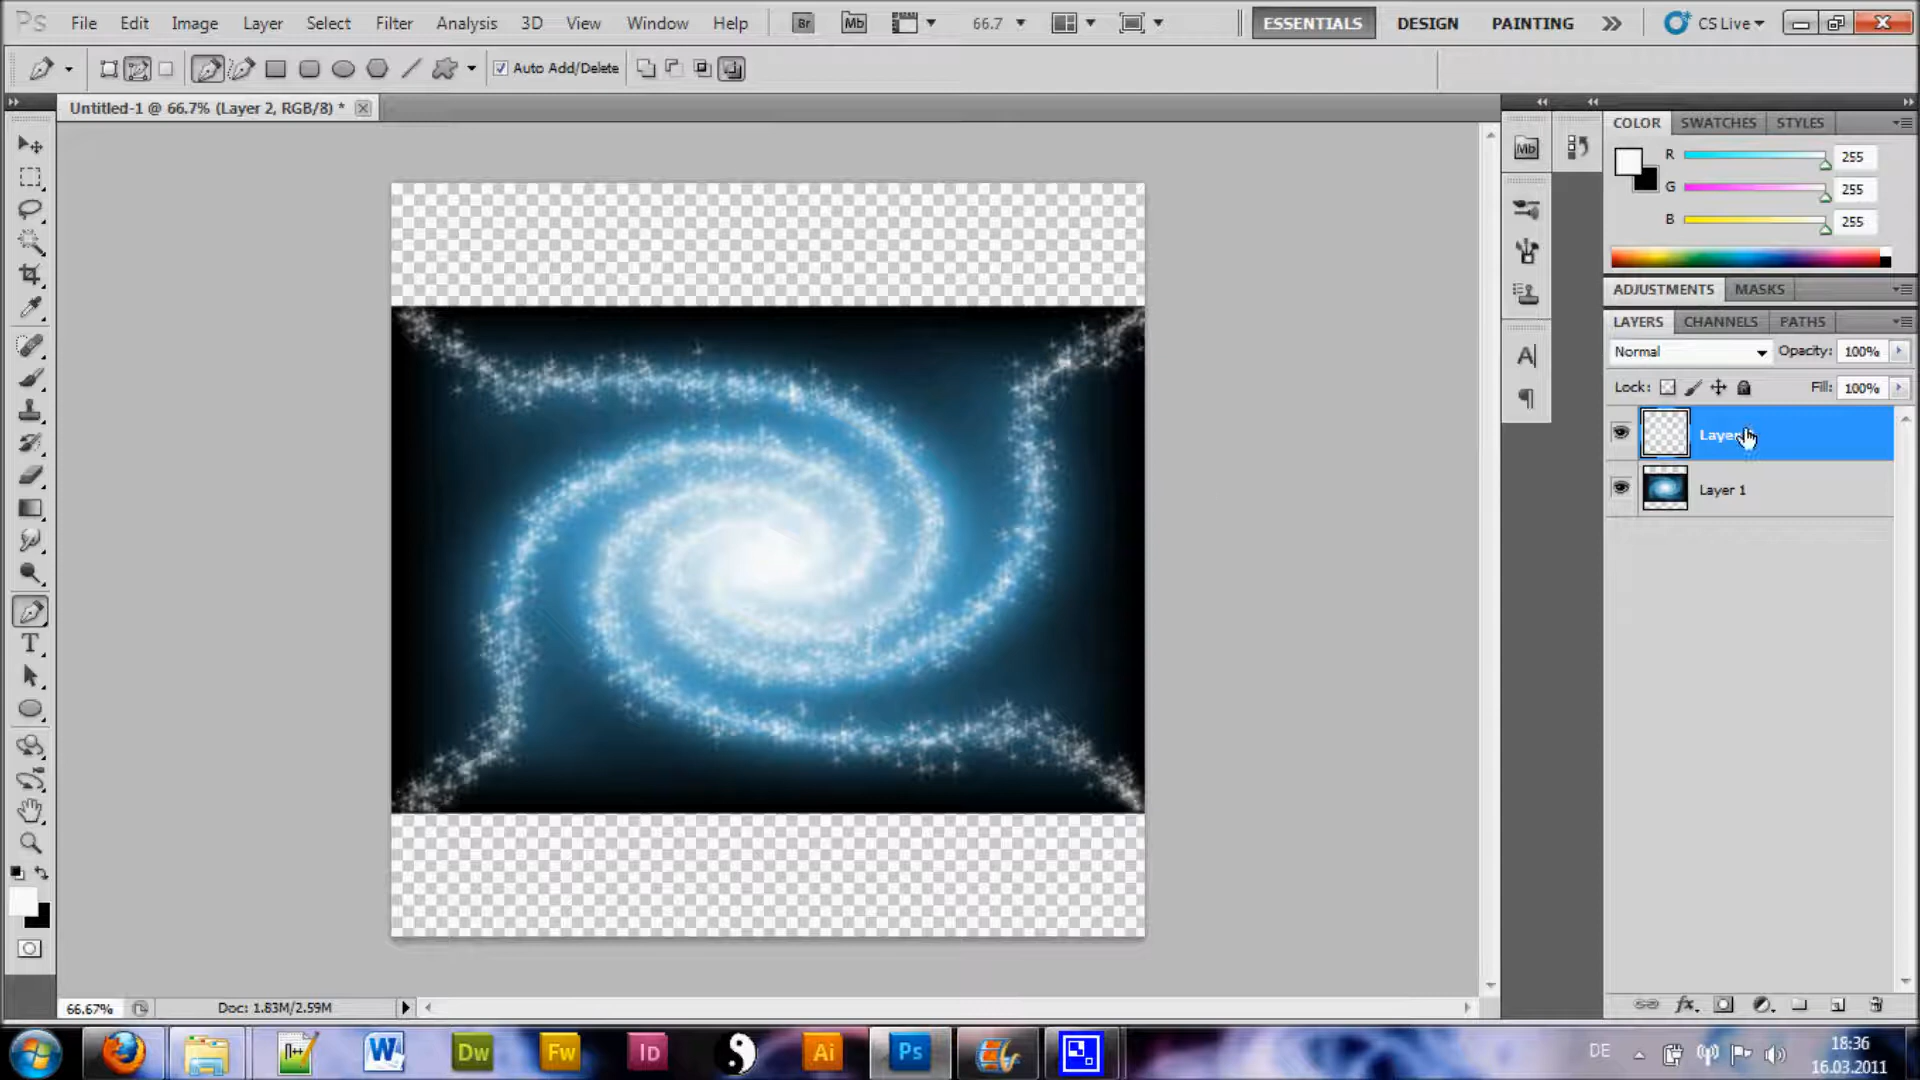 Ps File Edit Image Layer Select Filter Analysis 3D View Window Help Br Mb 66.7 ESSENTIALS DESIGN PAINTING CS Live
Auto Add/Delete
Untitled-1 @ 66.7% (Layer 2, RGB/8) *
COLOR SWATCHES STYLES
Mb
R 255
G 255
B 255
ADJUSTMENTS MASKS
LAYERS CHANNELS PATHS
Normal Opacity: 100%
Lock: Fill: 100%
Layer
Layer 1
A
T
66.67% Doc: 1.83M/2.59M
W Dw Fw Id Ai Ps DE 18:36
16.03.2011